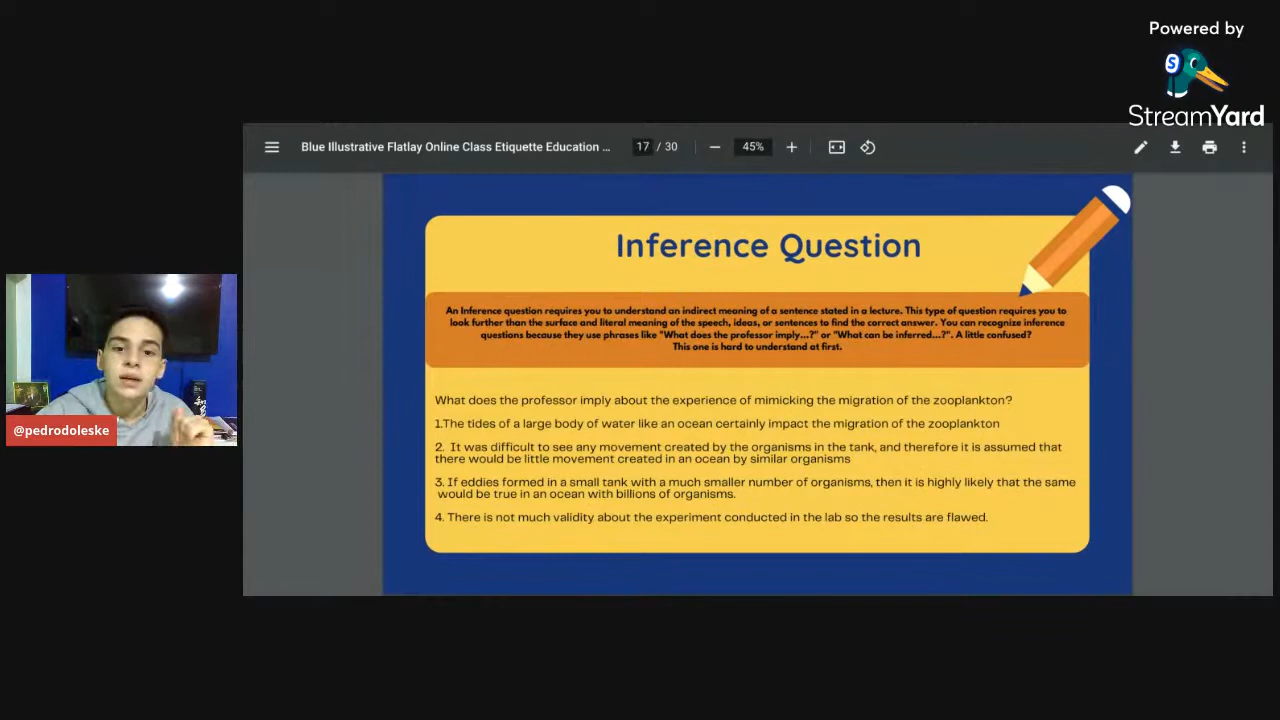 Powered by
StreamYard
Blue Illustrative Flatlay Online Class Etiquette Education ... 17 / 30 45%
Inference Question
An Inference question requires you to understand an indirect meaning of a sentence stated in a lecture. This type of question requires you to
look further than the surface and literal meaning of the speech, ideas, or sentences to find the correct answer. You can recognize inference
questions because they use phrases like "What does the professor imply...?" or "What can be inferred...?". A little confused?
This one is hard to understand at first.
What does the professor imply about the experience of mimicking the migration of the zooplankton?
1.The tides of a large body of water like an ocean certainly impact the migration of the zooplankton
2. It was difficult to see any movement created by the organisms in the tank, and therefore it is assumed that
there would be little movement created in an ocean by similar organisms
3. If eddies formed in a small tank with a much smaller number of organisms, then it is highly likely that the same
would be true in an ocean with billions of organisms.
4. There is not much validity about the experiment conducted in the lab so the results are flawed.
@pedrodoleske